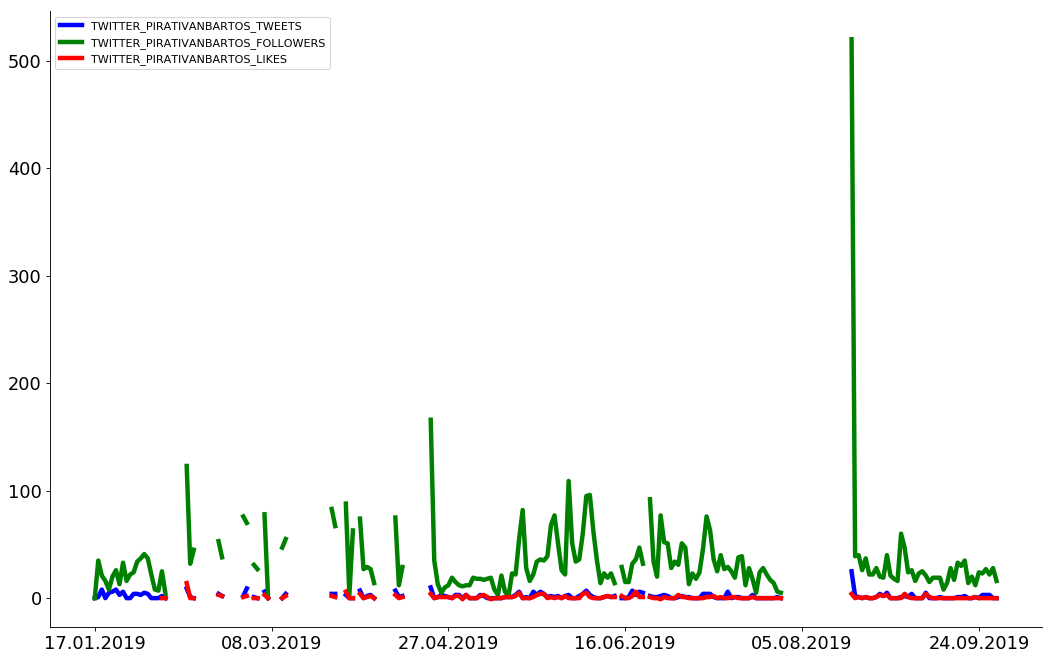 TWITTER_PIRATIVANBARTOS_TWEETS
TWITTER_PIRATIVANBARTOS_FOLLOWERS
TWITTER_PIRATIVANBARTOS_LIKES
500
400
300
200
100
0
17.01.2019 08.03.2019 27.04.2019 16.06.2019 05.08.2019 24.09.2019